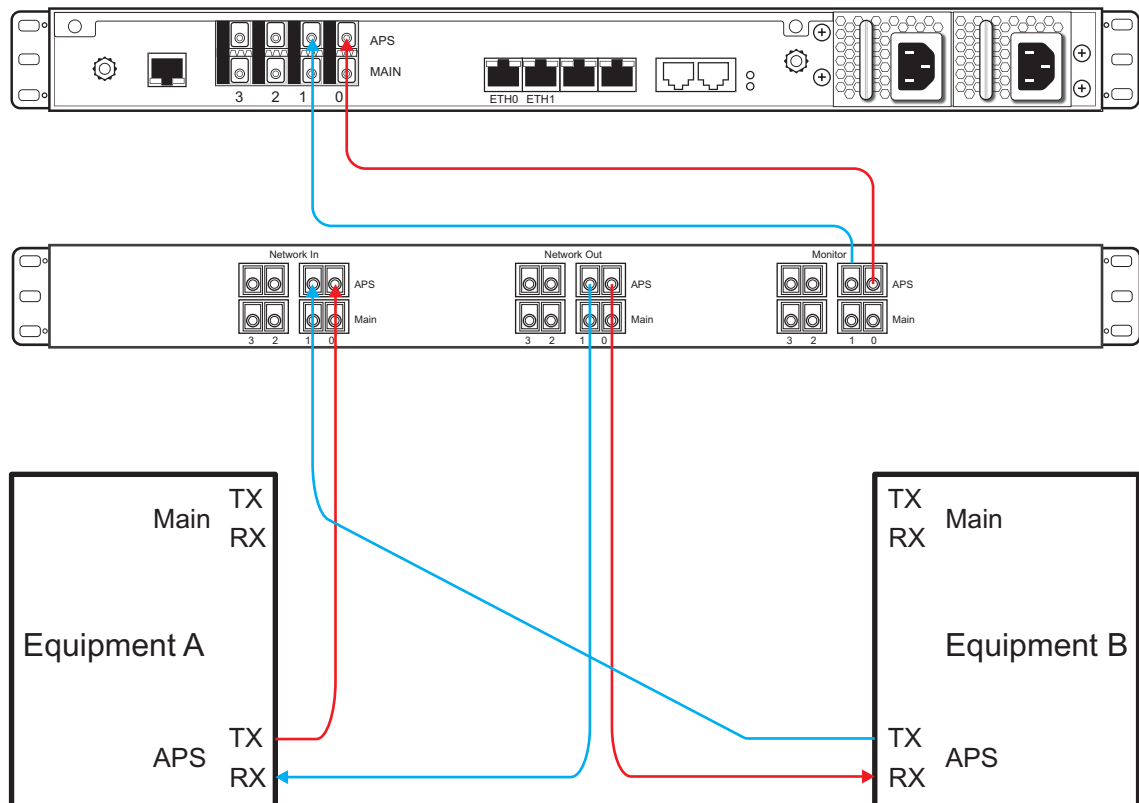 APS
MAIN
3 2 1 0
ETH0 ETH1
Network In Network Out Monitor
APS APS APS
Main Main Main
3 2 1 0 3 2 1 0 3 2 1 0
TX TX
Main Main
RX RX
Equipment A Equipment B
TX TX
APS APS
RX RX